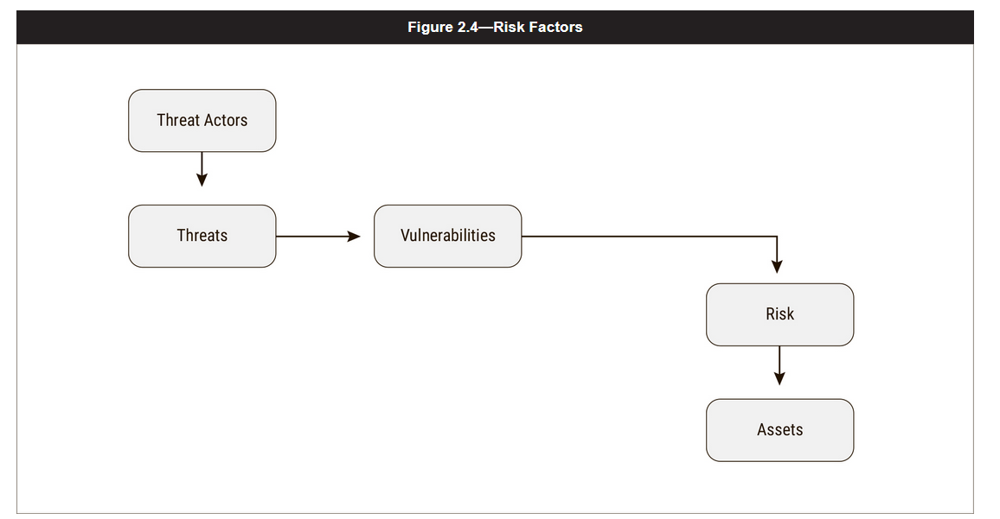 Figure 2.4—Risk Factors
Threat Actors
Threats
Vulnerabilities
Risk
Assets